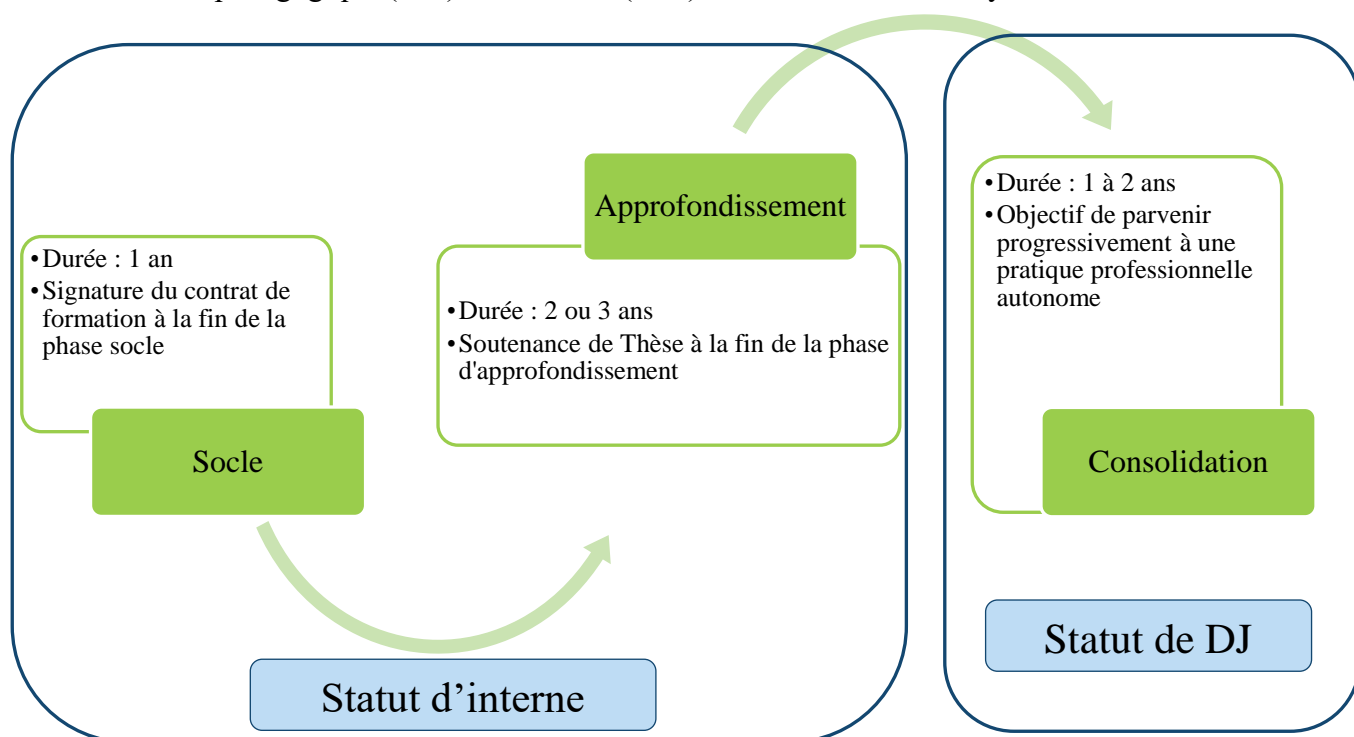 •Durée : 1 an
•Signature du contrat de
formation à la fin de la
phase socle
Socle
Approfondissement
•Durée : 2 ou 3 ans
•Soutenance de Thèse à la fin de la phase
d'approfondissement
Statut d’interne
•Durée : 1 à 2 ans
•Objectif de parvenir
progressivement à une
pratique professionnelle
autonome
Consolidation
Statut de DJ